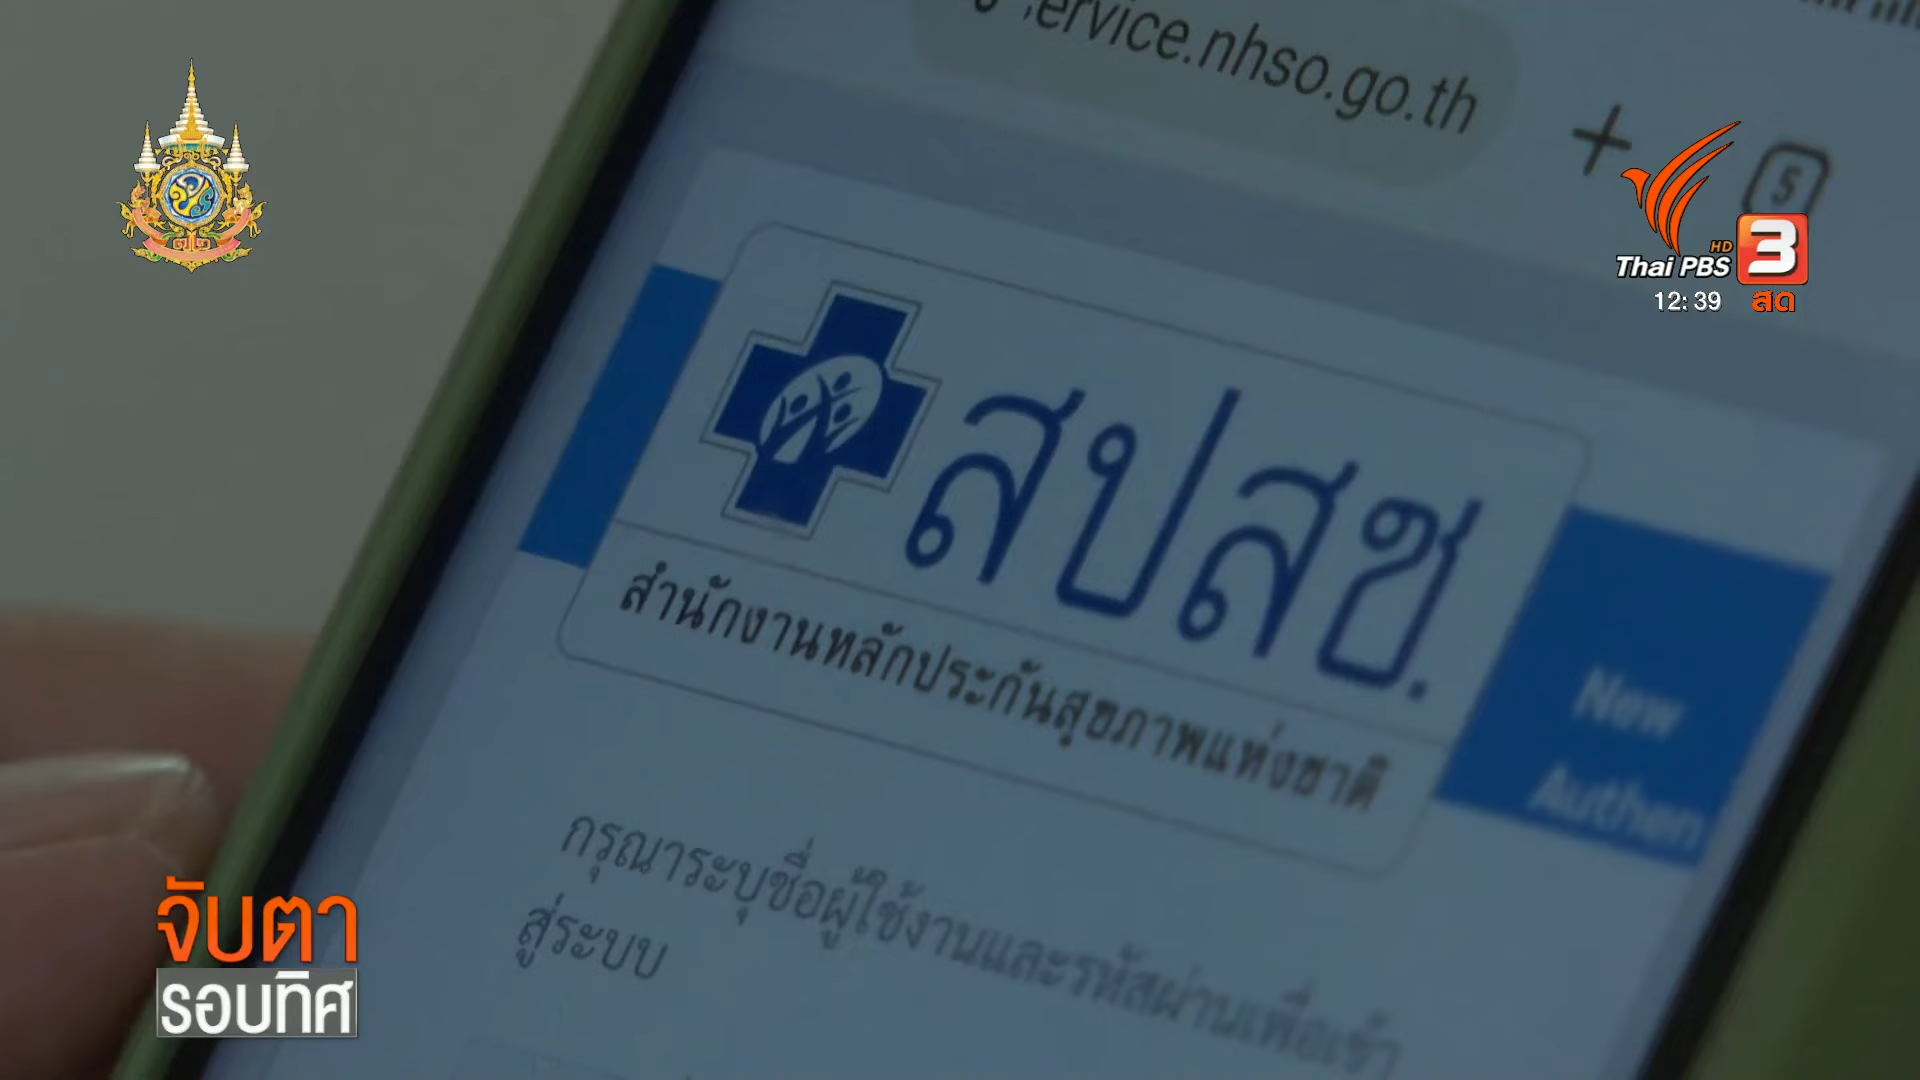 service.nhso.go.th
5
HD
Thai PBS 3
12:39 สด
สปสช.
สำนักงานหลักประกันสุขภาพแห่งชาติ
New
Authen
กรุณาระบุชื่อผู้ใช้งานและรหัสผ่านเพื่อเข้า
สู่ระบบ
จับตา
รอบทิศ